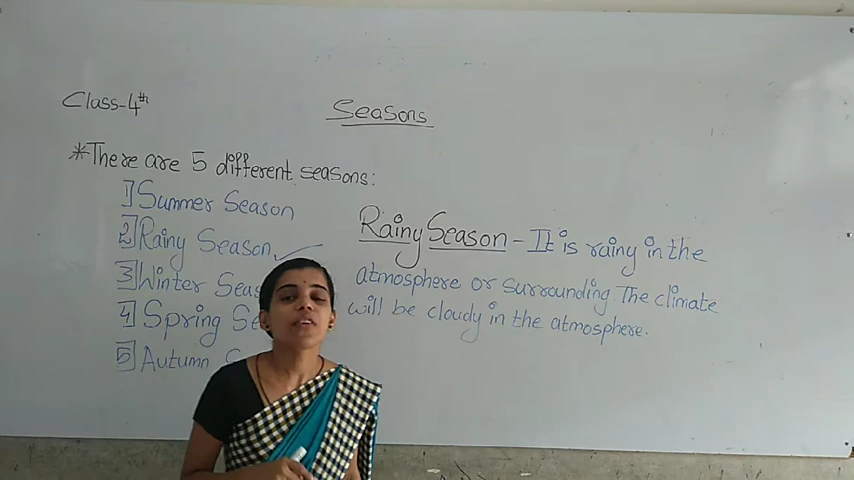 Class-4th
Seasons
*There are 5 different seasons:
1] Summer Season
2] Rainy Season ✓
3] Winter
4] Spring
5] Autumn
Rainy Season - It is rainy in the
atmosphere or surrounding. The climate
will be cloudy in the atmosphere.